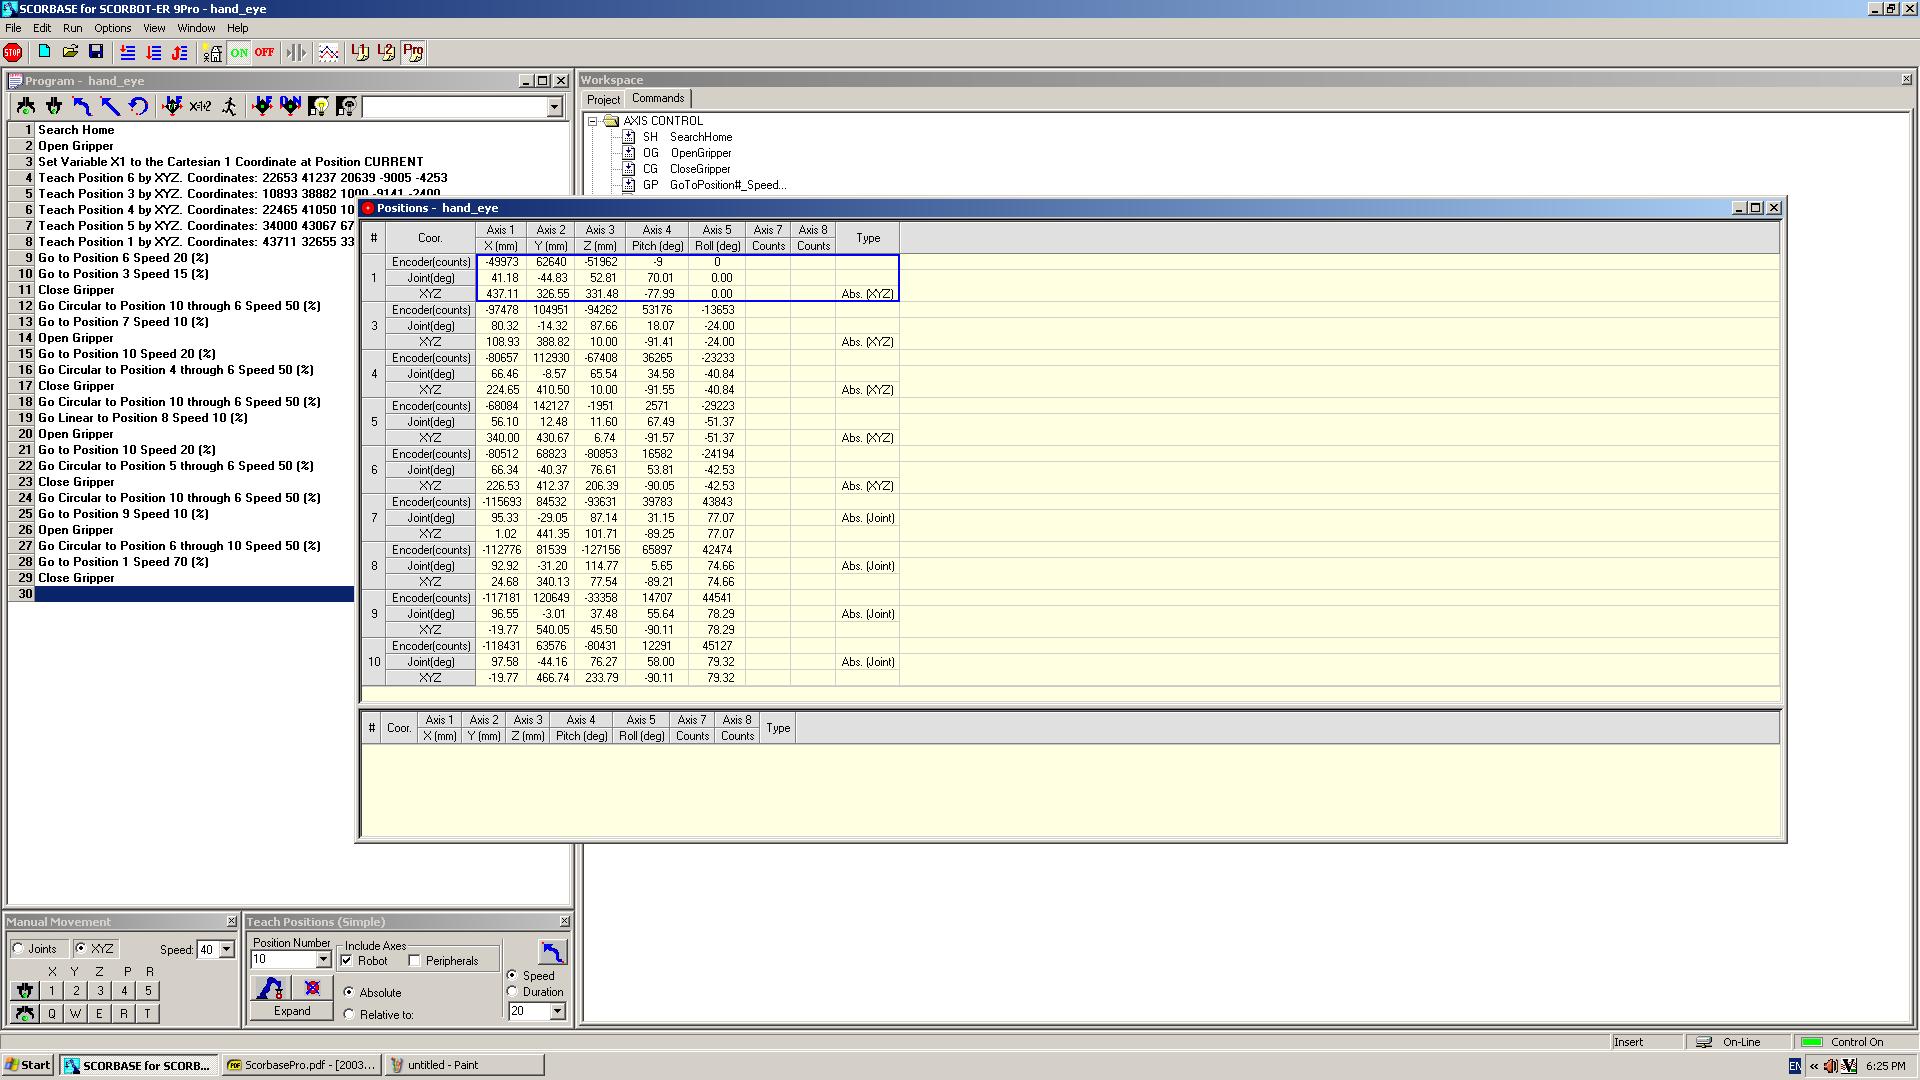 SCORBASE for SCORBOT-ER 9Pro - hand_eye
File Edit Run Options View Window Help
STOP ON OFF L1 L2 Pro
Program - hand_eye
1 Search Home
2 Open Gripper
3 Set Variable X1 to the Cartesian 1 Coordinate at Position CURRENT
4 Teach Position 6 by XYZ. Coordinates: 22653 41237 20639 -9005 -4253
5 Teach Position 3 by XYZ. Coordinates: 10893 38882 1000 -9141 -2400
6 Teach Position 4 by XYZ. Coordinates: 22465 41050 10
7 Teach Position 5 by XYZ. Coordinates: 34000 43067 67
8 Teach Position 1 by XYZ. Coordinates: 43711 32655 33
9 Go to Position 6 Speed 20 (%)
10 Go to Position 3 Speed 15 (%)
11 Close Gripper
12 Go Circular to Position 10 through 6 Speed 50 (%)
13 Go to Position 7 Speed 10 (%)
14 Open Gripper
15 Go to Position 10 Speed 20 (%)
16 Go Circular to Position 4 through 6 Speed 50 (%)
17 Close Gripper
18 Go Circular to Position 10 through 6 Speed 50 (%)
19 Go Linear to Position 8 Speed 10 (%)
20 Open Gripper
21 Go to Position 10 Speed 20 (%)
22 Go Circular to Position 5 through 6 Speed 50 (%)
23 Close Gripper
24 Go Circular to Position 10 through 6 Speed 50 (%)
25 Go to Position 9 Speed 10 (%)
26 Open Gripper
27 Go Circular to Position 6 through 10 Speed 50 (%)
28 Go to Position 1 Speed 70 (%)
29 Close Gripper
30
Workspace
Project Commands
AXIS CONTROL
SH SearchHome
OG OpenGripper
CG CloseGripper
GP GoToPosition#_Speed...
Positions - hand_eye
# Coor. Axis 1 Axis 2 Axis 3 Axis 4 Axis 5 Axis 7 Axis 8 Type
X (mm) Y (mm) Z (mm) Pitch (deg) Roll (deg) Counts Counts
1 Encoder(counts) -49973 62640 -51962 -9 0
Joint(deg) 41.18 -44.83 52.81 70.01 0.00
XYZ 437.11 326.55 331.48 -77.99 0.00 Abs. (XYZ)
3 Encoder(counts) -97478 104951 -94262 53176 -13653
Joint(deg) 80.32 -14.32 87.66 18.07 -24.00
XYZ 108.93 388.82 10.00 -91.41 -24.00 Abs. (XYZ)
4 Encoder(counts) -80657 112930 -67408 36265 -23233
Joint(deg) 66.46 -8.57 65.54 34.58 -40.84
XYZ 224.65 410.50 10.00 -91.55 -40.84 Abs. (XYZ)
5 Encoder(counts) -68084 142127 -1951 2571 -29223
Joint(deg) 56.10 12.48 11.60 67.49 -51.37
XYZ 340.00 430.67 6.74 -91.57 -51.37 Abs. (XYZ)
6 Encoder(counts) -80512 68823 -80853 16582 -24194
Joint(deg) 66.34 -40.37 76.61 53.81 -42.53
XYZ 226.53 412.37 206.39 -90.05 -42.53 Abs. (XYZ)
7 Encoder(counts) -115693 84532 -93631 39783 43843
Joint(deg) 95.33 -29.05 87.14 31.15 77.07 Abs. (Joint)
XYZ 1.02 441.35 101.71 -89.25 77.07
8 Encoder(counts) -112776 81539 -127156 65897 42474
Joint(deg) 92.92 -31.20 114.77 5.65 74.66 Abs. (Joint)
XYZ 24.68 340.13 77.54 -89.21 74.66
9 Encoder(counts) -117181 120649 -33358 14707 44541
Joint(deg) 96.55 -3.01 37.48 55.64 78.29 Abs. (Joint)
XYZ -19.77 540.05 45.50 -90.11 78.29
10 Encoder(counts) -118431 63576 -80431 12291 45127
Joint(deg) 97.58 -44.16 76.27 58.00 79.32 Abs. (Joint)
XYZ -19.77 466.74 233.79 -90.11 79.32
# Coor. Axis 1 Axis 2 Axis 3 Axis 4 Axis 5 Axis 7 Axis 8 Type
X (mm) Y (mm) Z (mm) Pitch (deg) Roll (deg) Counts Counts
Manual Movement
Joints XYZ Speed: 40
X Y Z P R
1 2 3 4 5
Q W E R T
Teach Positions (Simple)
Position Number
10
Include Axes
Robot Peripherals
Expand
Absolute
Relative to:
Speed
Duration
20
Insert On-Line Control On
Start SCORBASE for SCORB... ScorbasePro.pdf - [2003... untitled - Paint EN « 6:25 PM